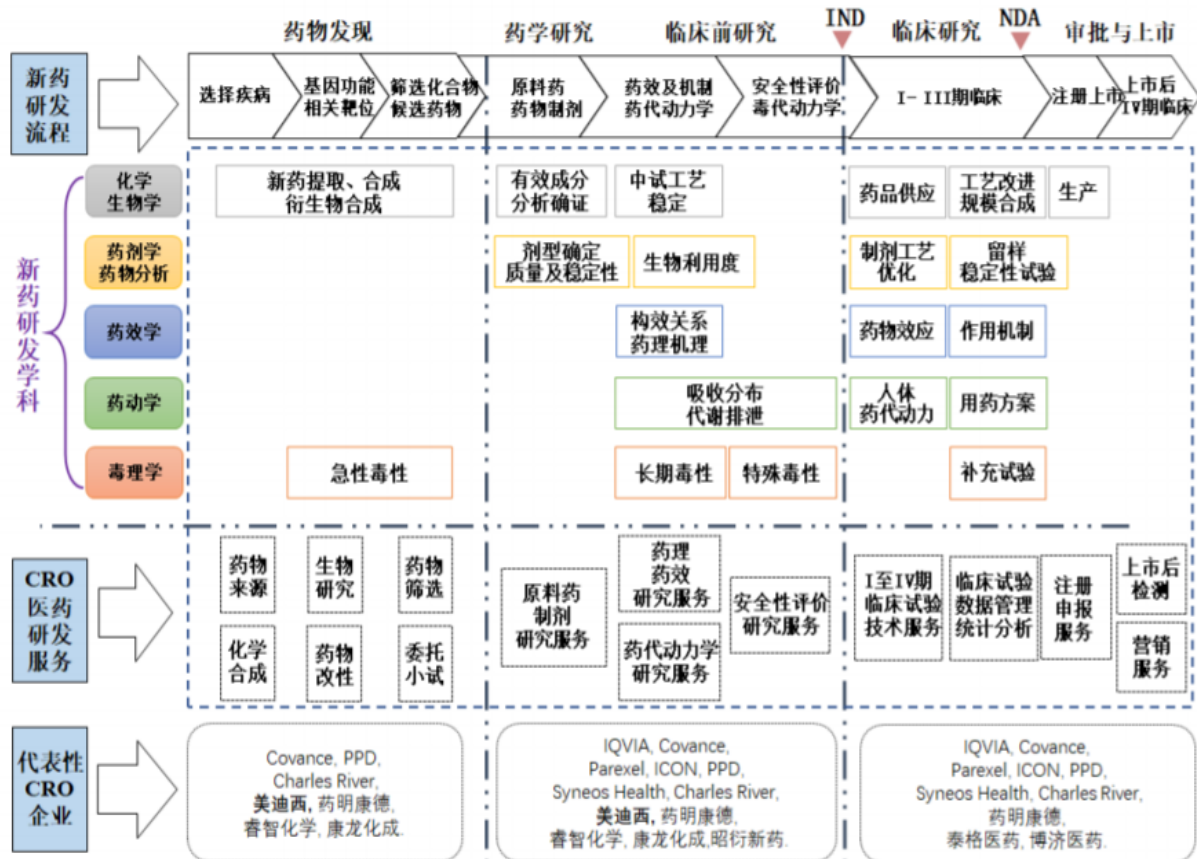 药物发现
药学研究
临床前研究
IND
临床研究
NDA
审批与上市
新药
研发
流程
选择疾病
基因功能
相关靶位
筛选化合物
候选药物
原料药
药物制剂
药效及机制
药代动力学
安全性评价
毒代动力学
I- III期临床
注册上市
上市后
IV期临床
新药研发学科
化学
生物学
新药提取、合成
衍生物合成
有效成分
分析确证
中试工艺
稳定
药品供应
工艺改进
规模合成
生产
药剂学
药物分析
剂型确定
质量及稳定性
生物利用度
制剂工艺
优化
留样
稳定性试验
药效学
构效关系
药理机理
药物效应
作用机制
药动学
吸收分布
代谢排泄
人体
药代动力
用药方案
毒理学
急性毒性
长期毒性
特殊毒性
补充试验
CRO
医药
研发
服务
药物
来源
生物
研究
药物
筛选
化学
合成
药物
改性
委托
小试
原料药
制剂
研究服务
药理
药效
研究服务
药代动力学
研究服务
安全性评价
研究服务
I至IV期
临床试验
技术服务
临床试验
数据管理
统计分析
注册
申报
服务
上市后
检测
营销
服务
代表性
CRO
企业
Covance, PPD,
Charles River,
美迪西, 药明康德,
睿智化学, 康龙化成.
IQVIA, Covance,
Parexel, ICON, PPD,
Syneos Health, Charles River,
美迪西, 药明康德,
睿智化学, 康龙化成,昭衍新药.
IQVIA, Covance,
Parexel, ICON, PPD,
Syneos Health, Charles River,
药明康德,
泰格医药, 博济医药.